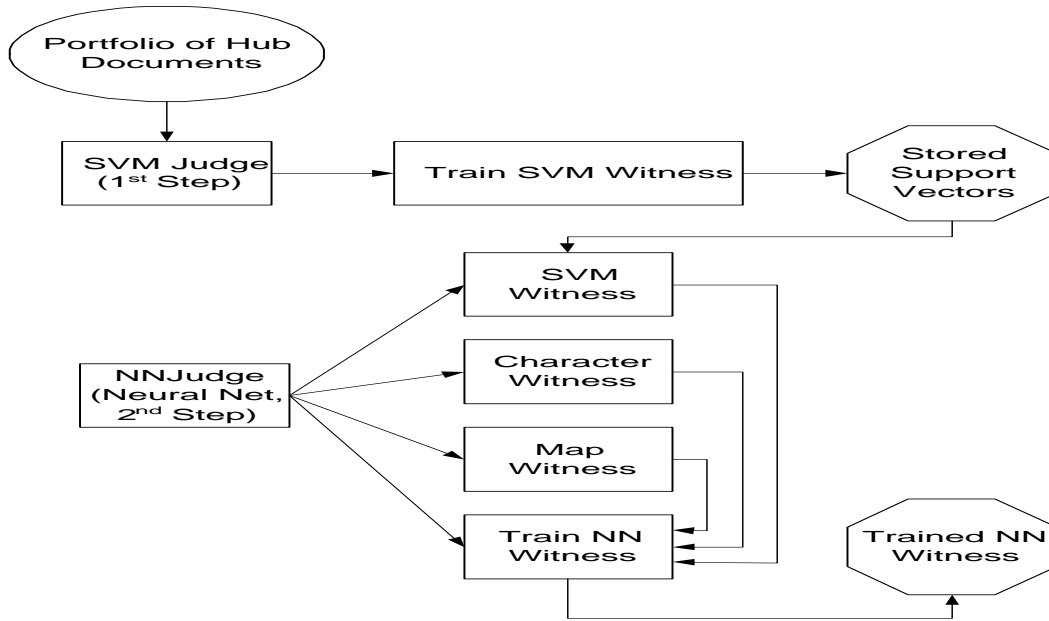 Portfolio of Hub
Documents
SVM Judge
(1st Step)
Train SVM Witness
Stored
Support
Vectors
SVM
Witness
Character
Witness
NNJudge
(Neural Net,
2nd Step)
Map
Witness
Train NN
Witness
Trained NN
Witness